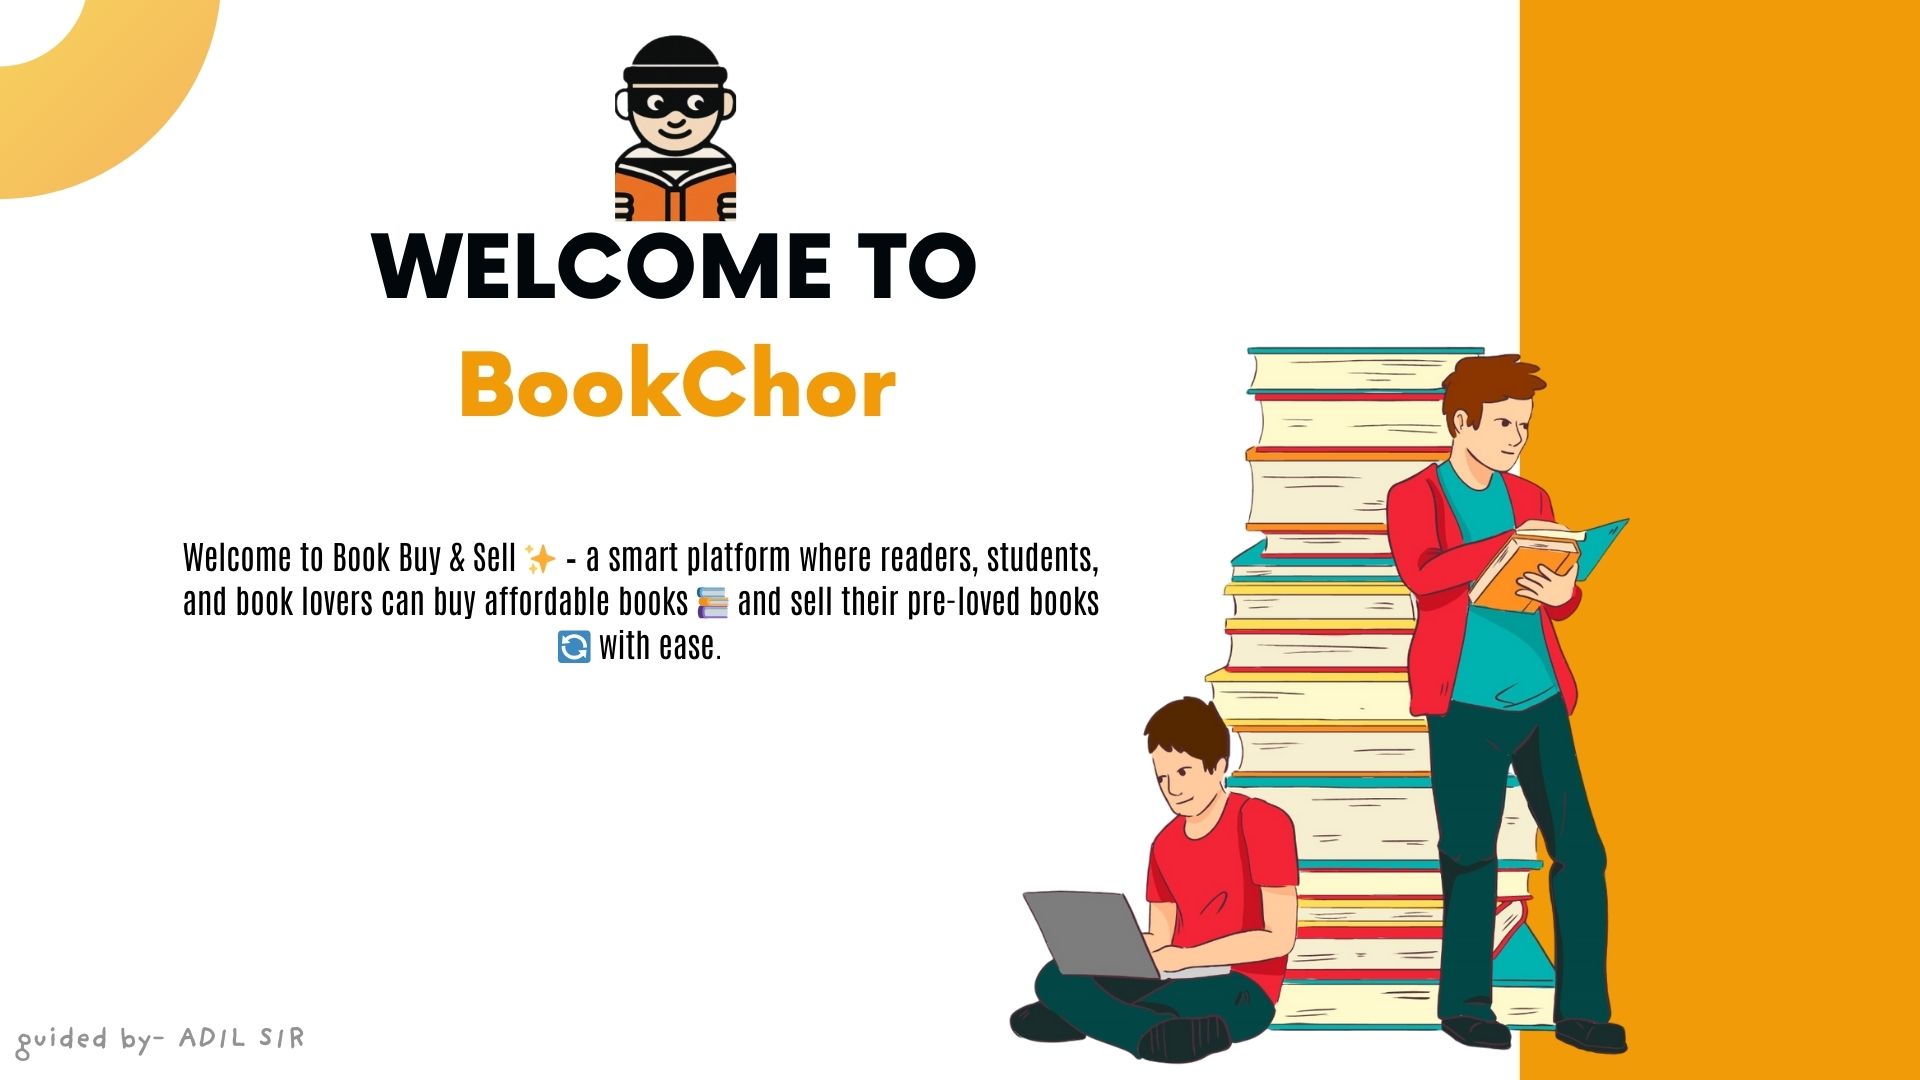 WELCOME TO
BookChor
Welcome to Book Buy & Sell ✨ - a smart platform where readers, students,
and book lovers can buy affordable books 📚 and sell their pre-loved books
🔄 with ease.
guided by- ADIL SIR